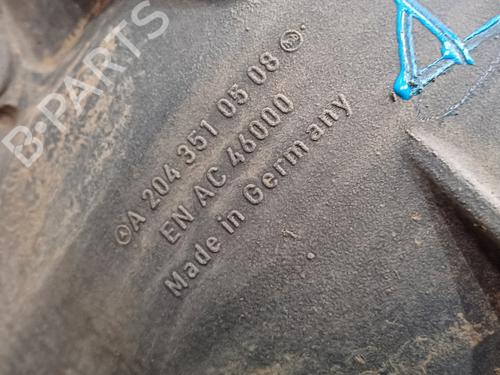 B-PARTS
A 204 351 05 08
EN AC 46000
Made in Germany